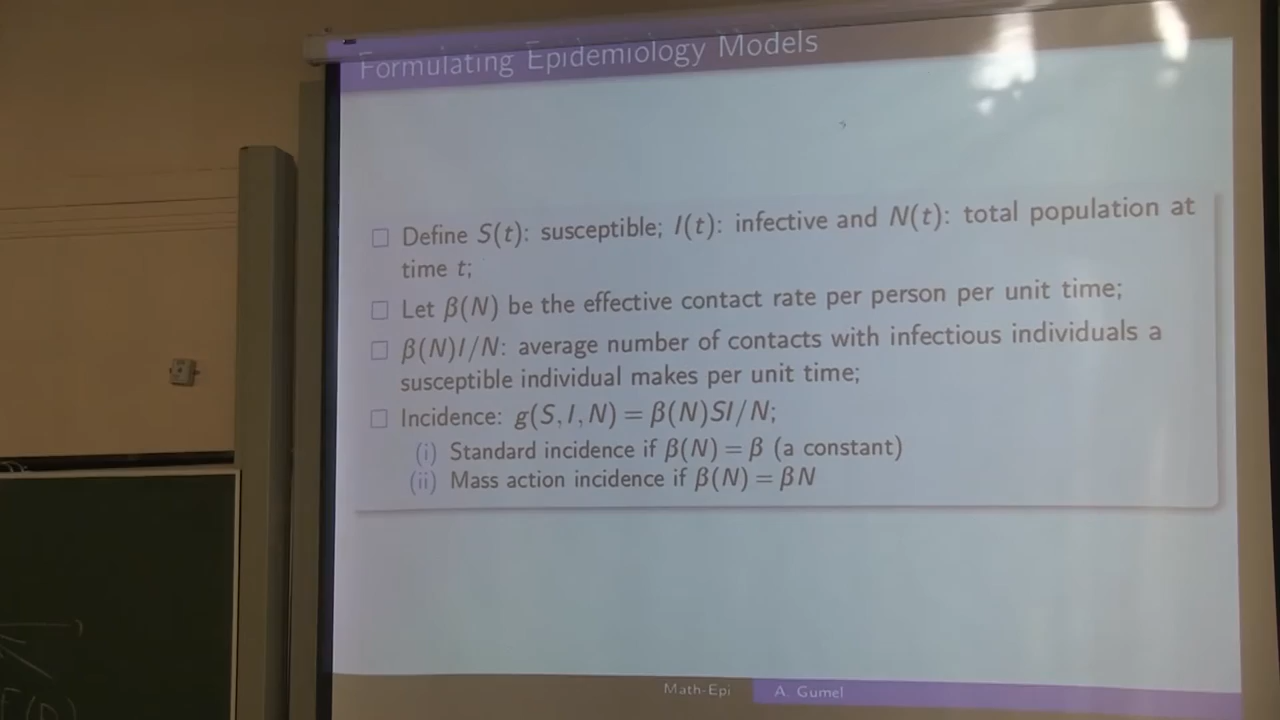 Formulating Epidemiology Models
Define S(t): susceptible; I(t): infective and N(t): total population at
time t;
Let β(N) be the effective contact rate per person per unit time;
β(N)I/N: average number of contacts with infectious individuals a
susceptible individual makes per unit time;
Incidence: g(S, I, N) = β(N)SI/N;
(i) Standard incidence if β(N) = β (a constant)
(ii) Mass action incidence if β(N) = βN
Math-Epi A. Gumel